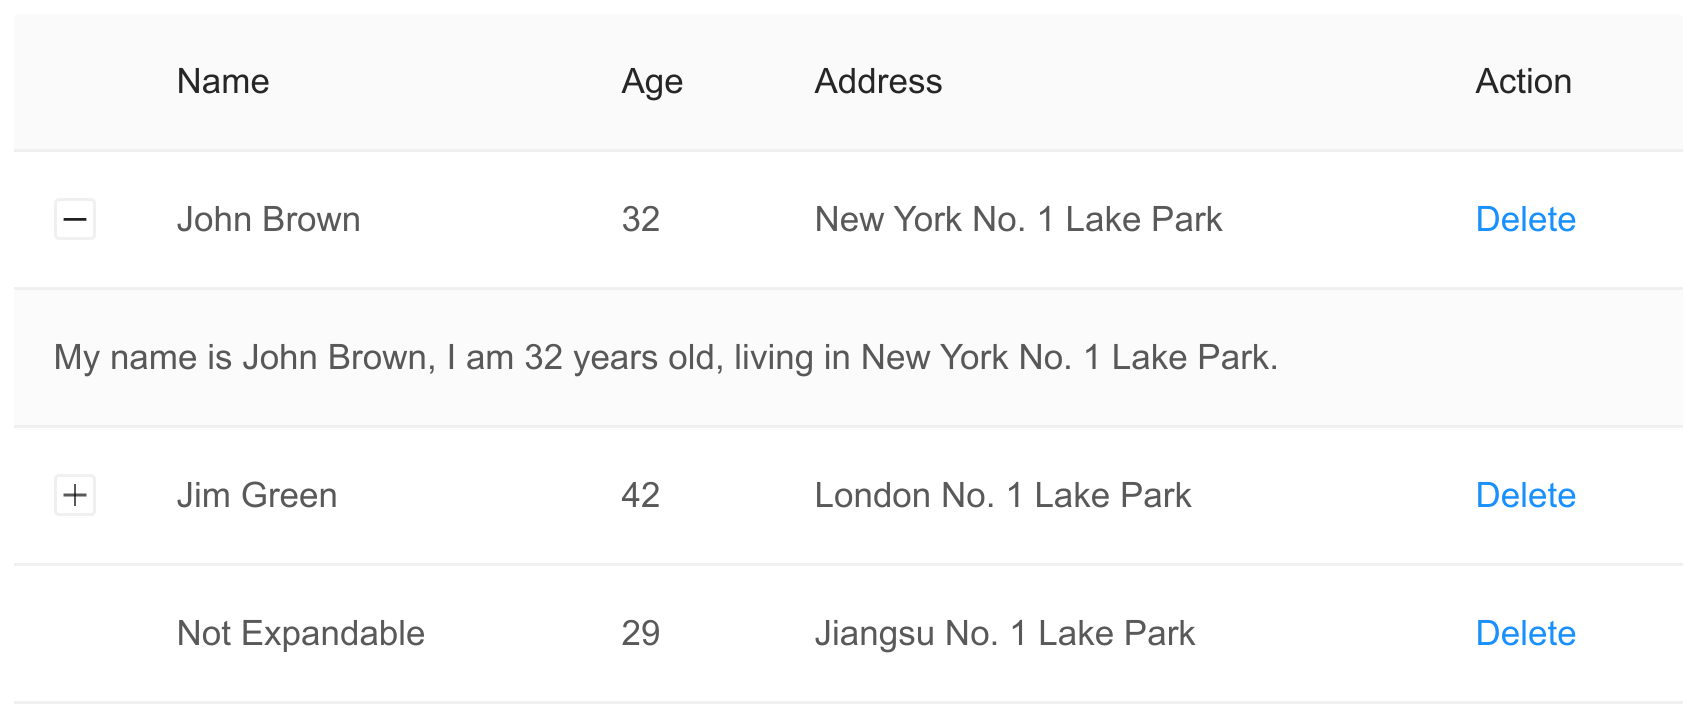 Name Age Address Action
John Brown 32 New York No. 1 Lake Park Delete
My name is John Brown, I am 32 years old, living in New York No. 1 Lake Park.
Jim Green 42 London No. 1 Lake Park Delete
Not Expandable 29 Jiangsu No. 1 Lake Park Delete